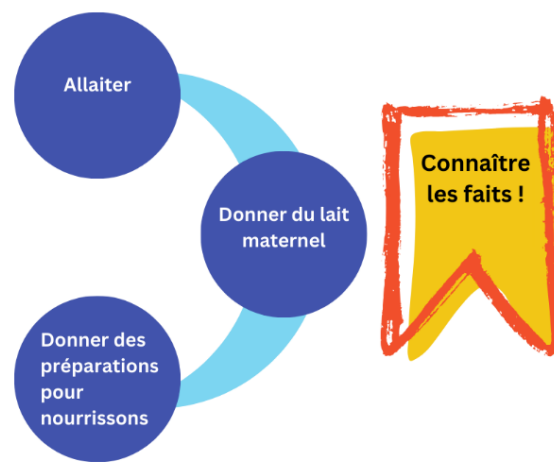 Allaiter
Donner du lait
maternel
Donner des
préparations
pour
nourrissons
Connaître
les faits !